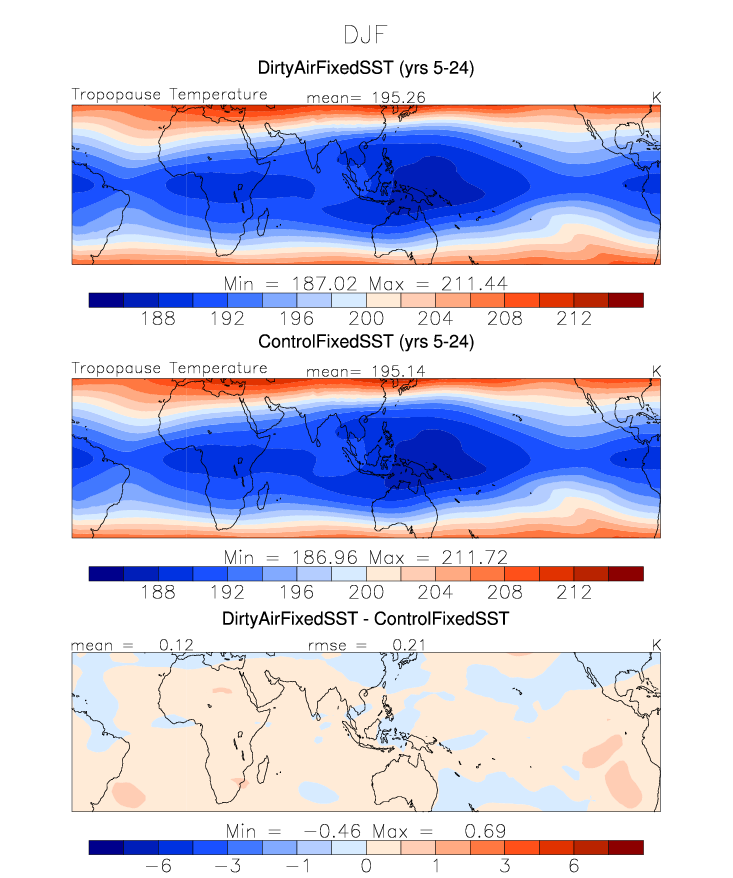 DJF
DirtyAirFixedSST (yrs 5-24)
Tropopause Temperature mean= 195.26 K
Min = 187.02 Max = 211.44
188 192 196 200 204 208 212
ControlFixedSST (yrs 5-24)
Tropopause Temperature mean= 195.14 K
Min = 186.96 Max = 211.72
188 192 196 200 204 208 212
DirtyAirFixedSST - ControlFixedSST
mean = 0.12 rmse = 0.21 K
Min = −0.46 Max = 0.69
−6 −3 −1 0 1 3 6